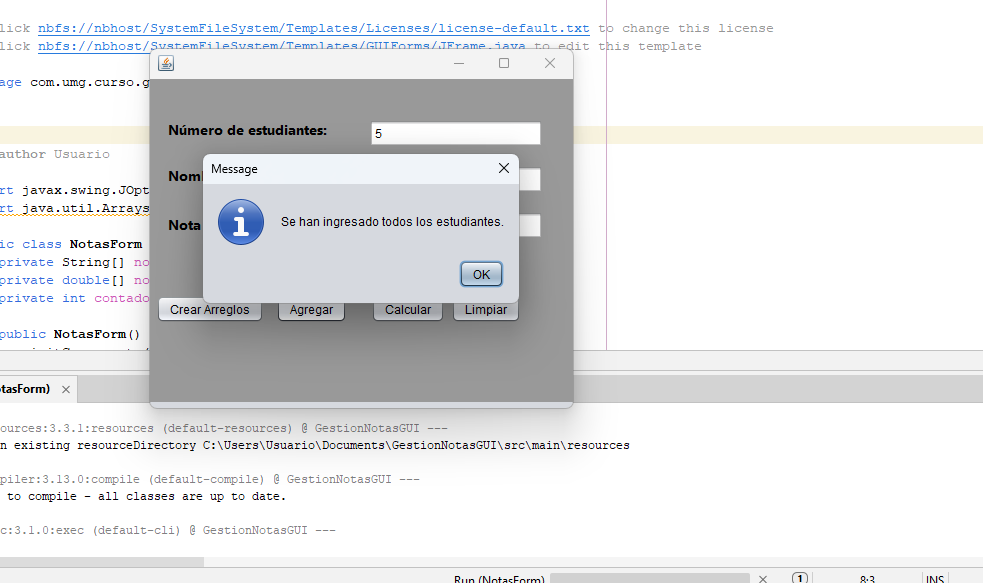 lick nbfs://nbhost/SystemFileSystem/Templates/Licenses/license-default.txt to change this license
lick nbfs://nbhost/SystemFileSystem/Templates/GUIForms/JFrame.java to edit this template
age com.umg.curso.g
Número de estudiantes: 5
author Usuario
Message
Nom
rt javax.swing.JOpt
rt java.util.Arrays
Nota
Se han ingresado todos los estudiantes.
ic class NotasForm
private String[] no
private double[] no
OK
private int contado
Crear Arreglos Agregar Calcular Limpiar
public NotasForm()
tasForm)
ources:3.3.1:resources (default-resources) @ GestionNotasGUI ---
n existing resourceDirectory C:\Users\Usuario\Documents\GestionNotasGUI\src\main\resources
piler:3.13.0:compile (default-compile) @ GestionNotasGUI ---
to compile - all classes are up to date.
c:3.1.0:exec (default-cli) @ GestionNotasGUI ---
Run (NotasForm) 1 8:3 INS